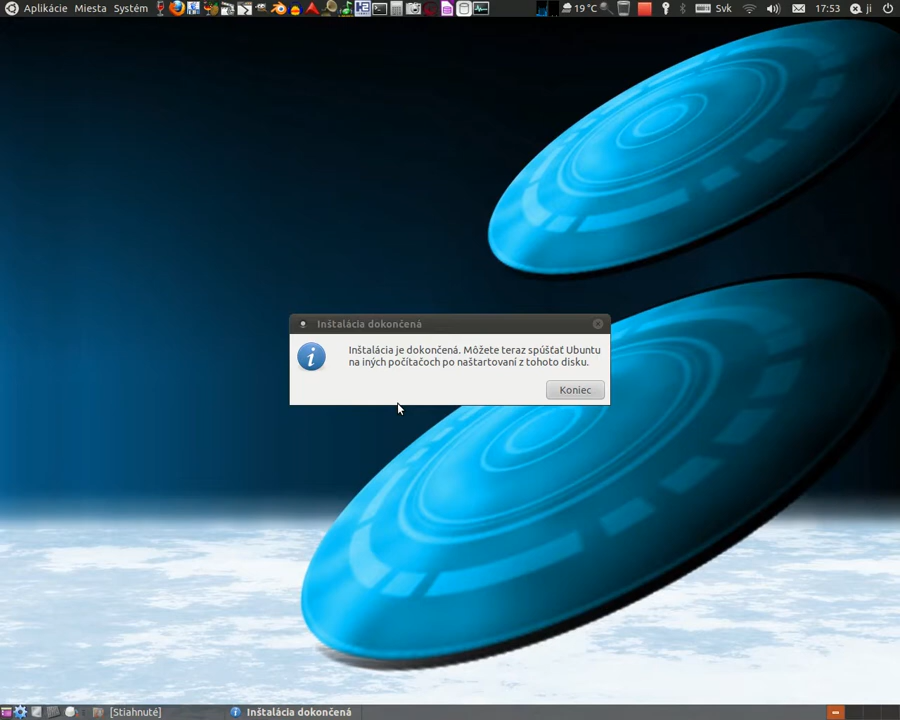 Aplikácie Miesta Systém 19 °C Svk 17:53 ji
Inštalácia dokončená
Inštalácia je dokončená. Môžete teraz spúšťať Ubuntu
na iných počítačoch po naštartovaní z tohoto disku.
Koniec
[Stiahnuté] Inštalácia dokončená